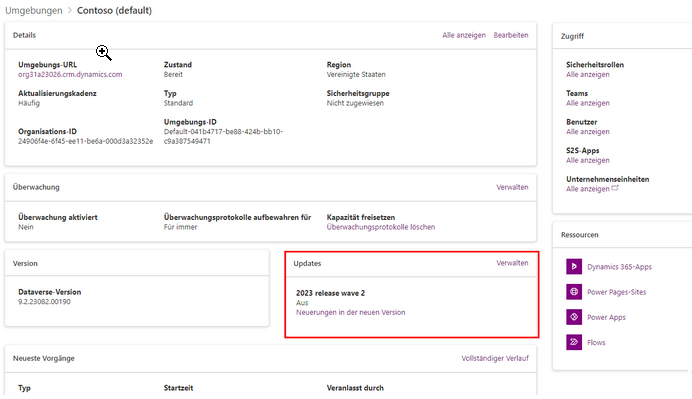 Umgebungen > Contoso (default)
Details
Alle anzeigen Bearbeiten
Umgebungs-URL
org31a23026.crm.dynamics.com
Zustand
Bereit
Region
Vereinigte Staaten
Aktualisierungskadenz
Häufig
Typ
Standard
Sicherheitsgruppe
Nicht zugewiesen
Organisations-ID
24906f4e-6f45-ee11-be6a-000d3a32352e
Umgebungs-ID
Default-041b4717-be88-424b-bb10-
c9a387549471
Überwachung
Verwalten
Überwachung aktiviert
Nein
Überwachungsprotokolle aufbewahren für
Für immer
Kapazität freisetzen
Überwachungsprotokolle löschen
Version
Dataverse-Version
9.2.23082.00190
Updates
Verwalten
2023 release wave 2
Aus
Neuerungen in der neuen Version
Neueste Vorgänge
Vollständiger Verlauf
Typ
Startzeit
Veranlasst durch
Zugriff
Sicherheitsrollen
Alle anzeigen
Teams
Alle anzeigen
Benutzer
Alle anzeigen
S2S-Apps
Alle anzeigen
Unternehmenseinheiten
Alle anzeigen
Ressourcen
Dynamics 365-Apps
Power Pages-Sites
Power Apps
Flows